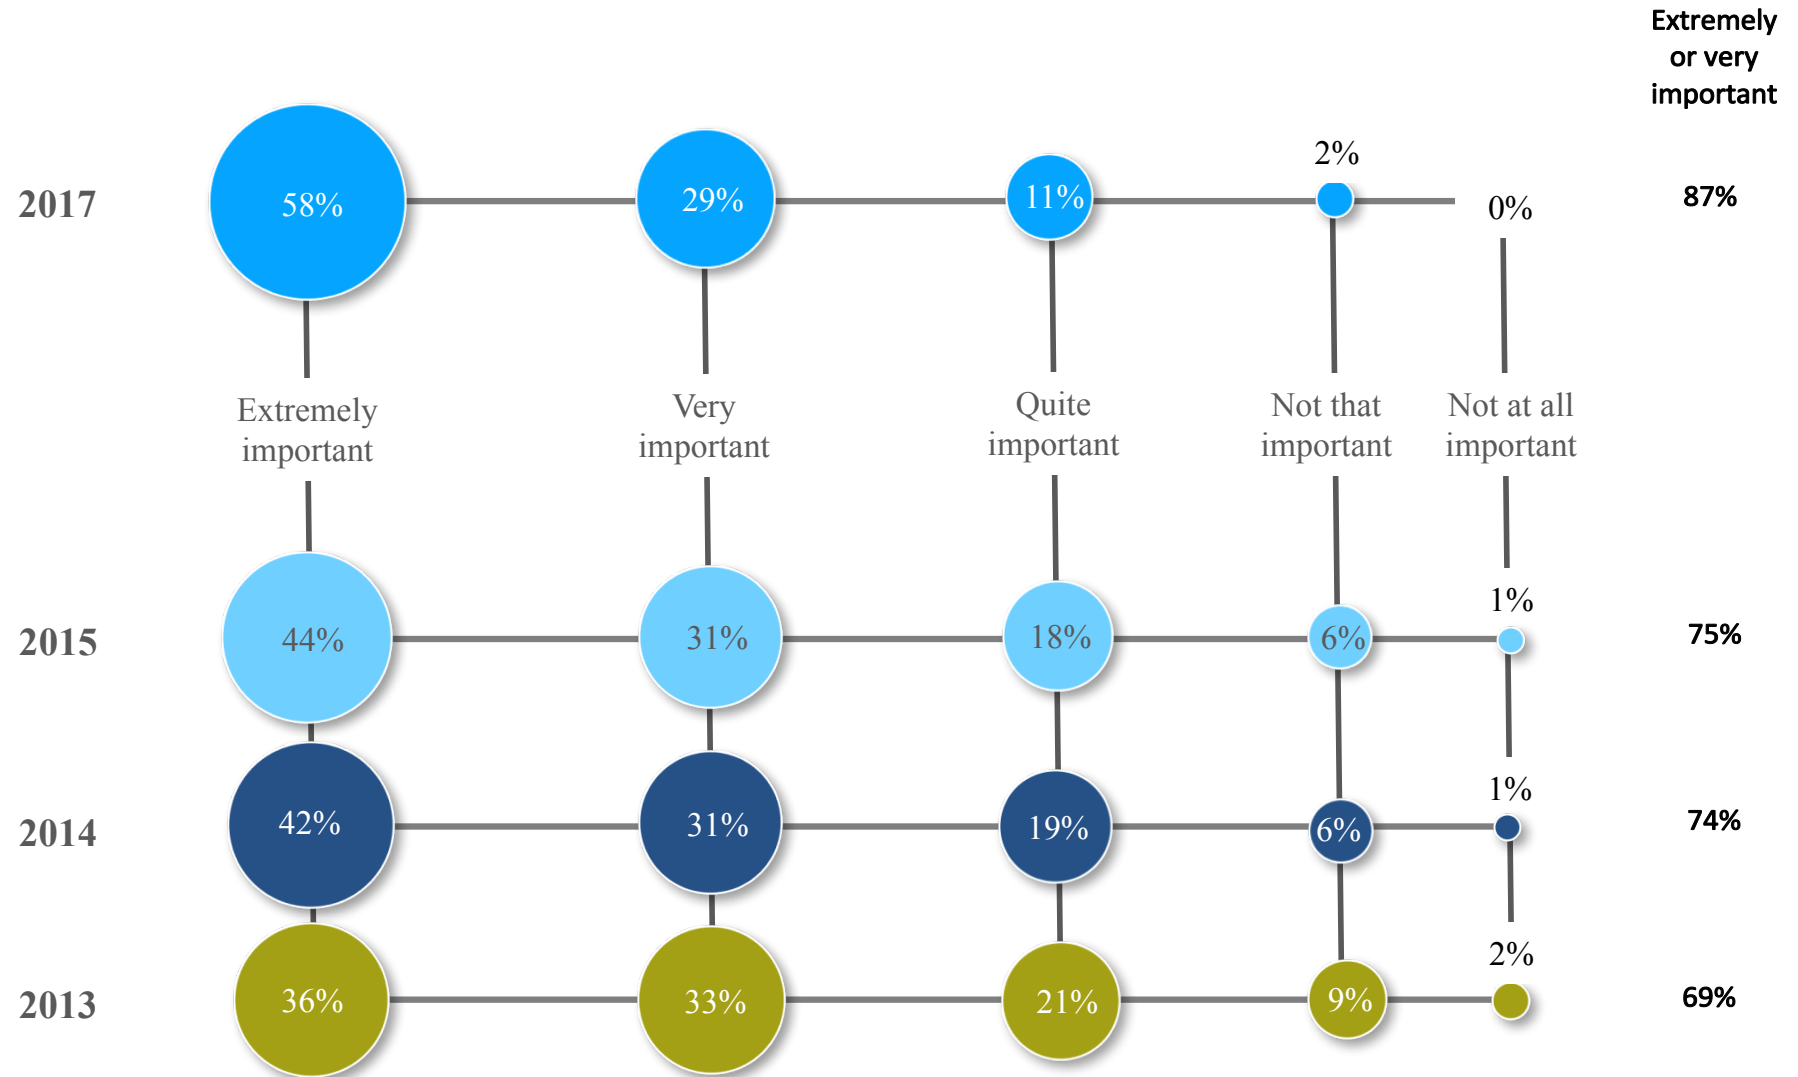 Extremely
or very
important
2017
58%
29%
11%
2%
0%
87%
Extremely
important
Very
important
Quite
important
Not that
important
Not at all
important
2015
44%
31%
18%
6%
1%
75%
2014
42%
31%
19%
6%
1%
74%
2013
36%
33%
21%
9%
2%
69%